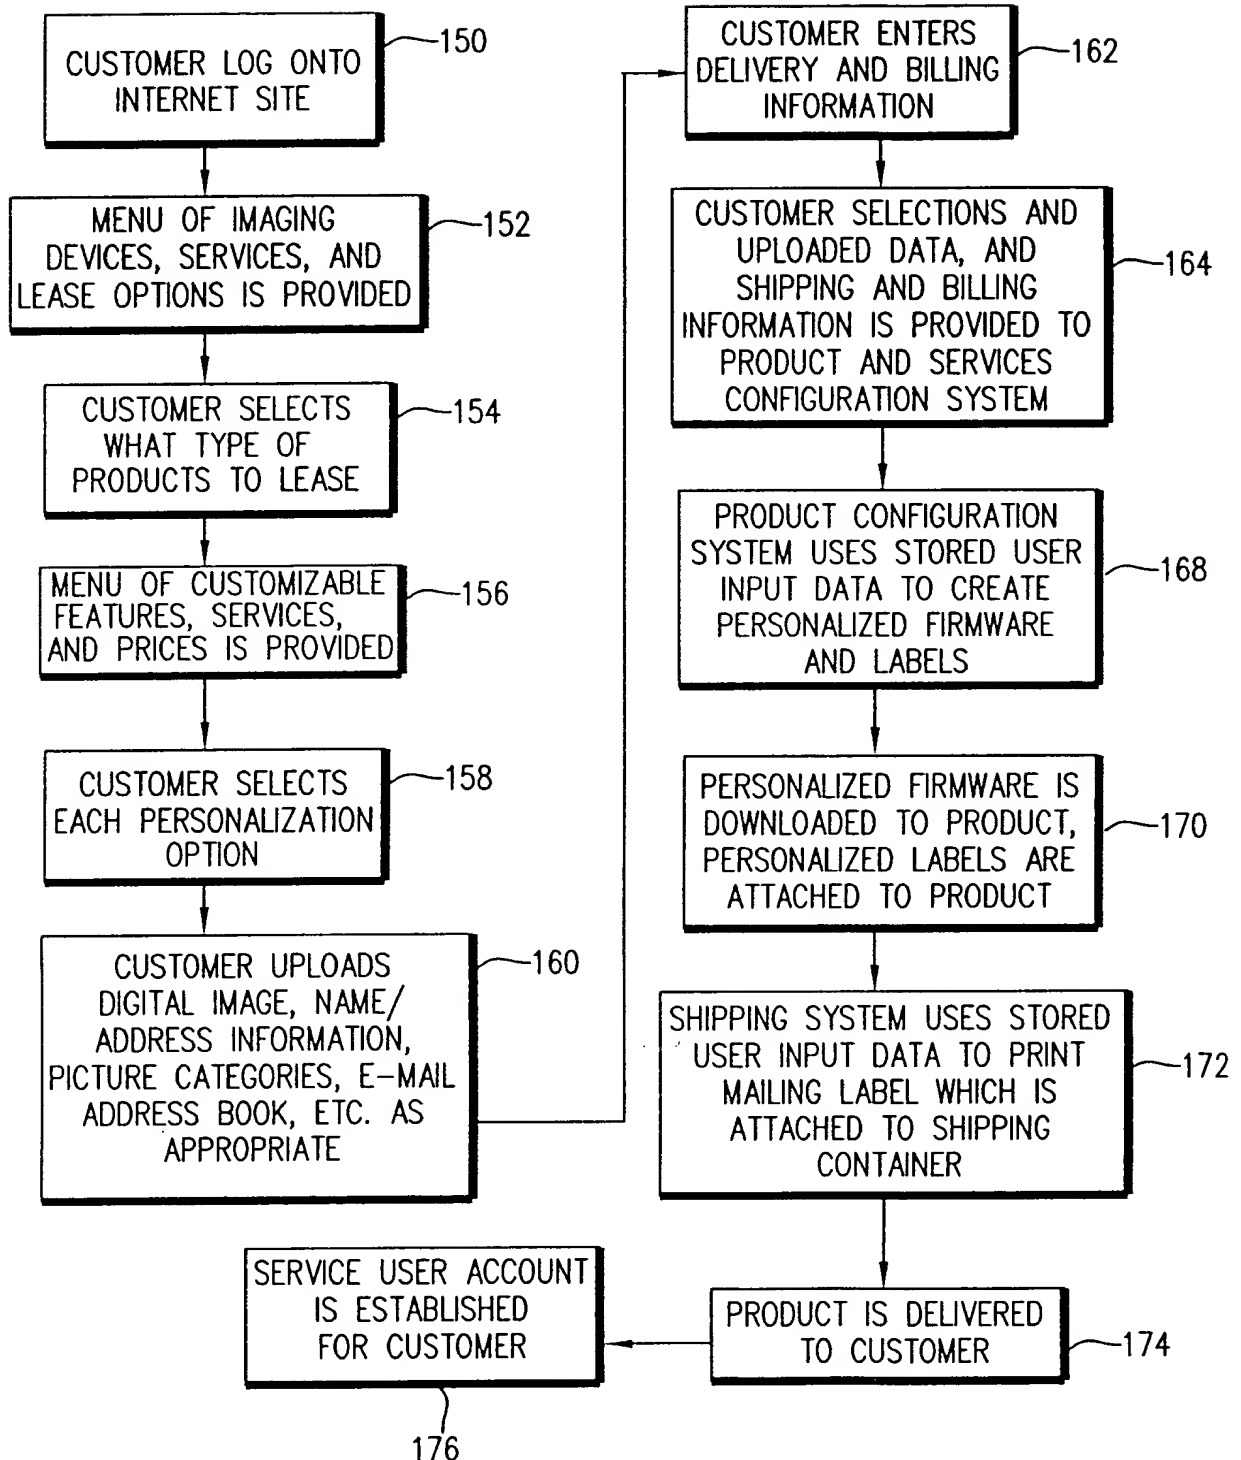 CUSTOMER LOG ONTO
INTERNET SITE
150
MENU OF IMAGING
DEVICES, SERVICES, AND
LEASE OPTIONS IS PROVIDED
152
CUSTOMER SELECTS
WHAT TYPE OF
PRODUCTS TO LEASE
154
MENU OF CUSTOMIZABLE
FEATURES, SERVICES,
AND PRICES IS PROVIDED
156
CUSTOMER SELECTS
EACH PERSONALIZATION
OPTION
158
CUSTOMER UPLOADS
DIGITAL IMAGE, NAME/
ADDRESS INFORMATION,
PICTURE CATEGORIES, E-MAIL
ADDRESS BOOK, ETC. AS
APPROPRIATE
160
CUSTOMER ENTERS
DELIVERY AND BILLING
INFORMATION
162
CUSTOMER SELECTIONS AND
UPLOADED DATA, AND
SHIPPING AND BILLING
INFORMATION IS PROVIDED TO
PRODUCT AND SERVICES
CONFIGURATION SYSTEM
164
PRODUCT CONFIGURATION
SYSTEM USES STORED USER
INPUT DATA TO CREATE
PERSONALIZED FIRMWARE
AND LABELS
168
PERSONALIZED FIRMWARE IS
DOWNLOADED TO PRODUCT,
PERSONALIZED LABELS ARE
ATTACHED TO PRODUCT
170
SHIPPING SYSTEM USES STORED
USER INPUT DATA TO PRINT
MAILING LABEL WHICH IS
ATTACHED TO SHIPPING
CONTAINER
172
PRODUCT IS DELIVERED
TO CUSTOMER
174
SERVICE USER ACCOUNT
IS ESTABLISHED
FOR CUSTOMER
176